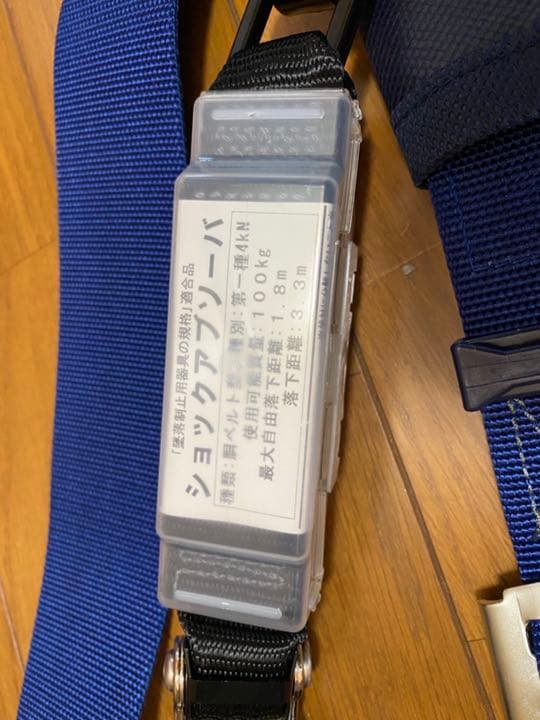 「墜落制止用器具の規格」適合品
ショックアブソーバ
種類：胴ベルト型 種別：第一種4kN
使用可能質量：100kg
最大自由落下距離：1.8m
落下距離：3.3m